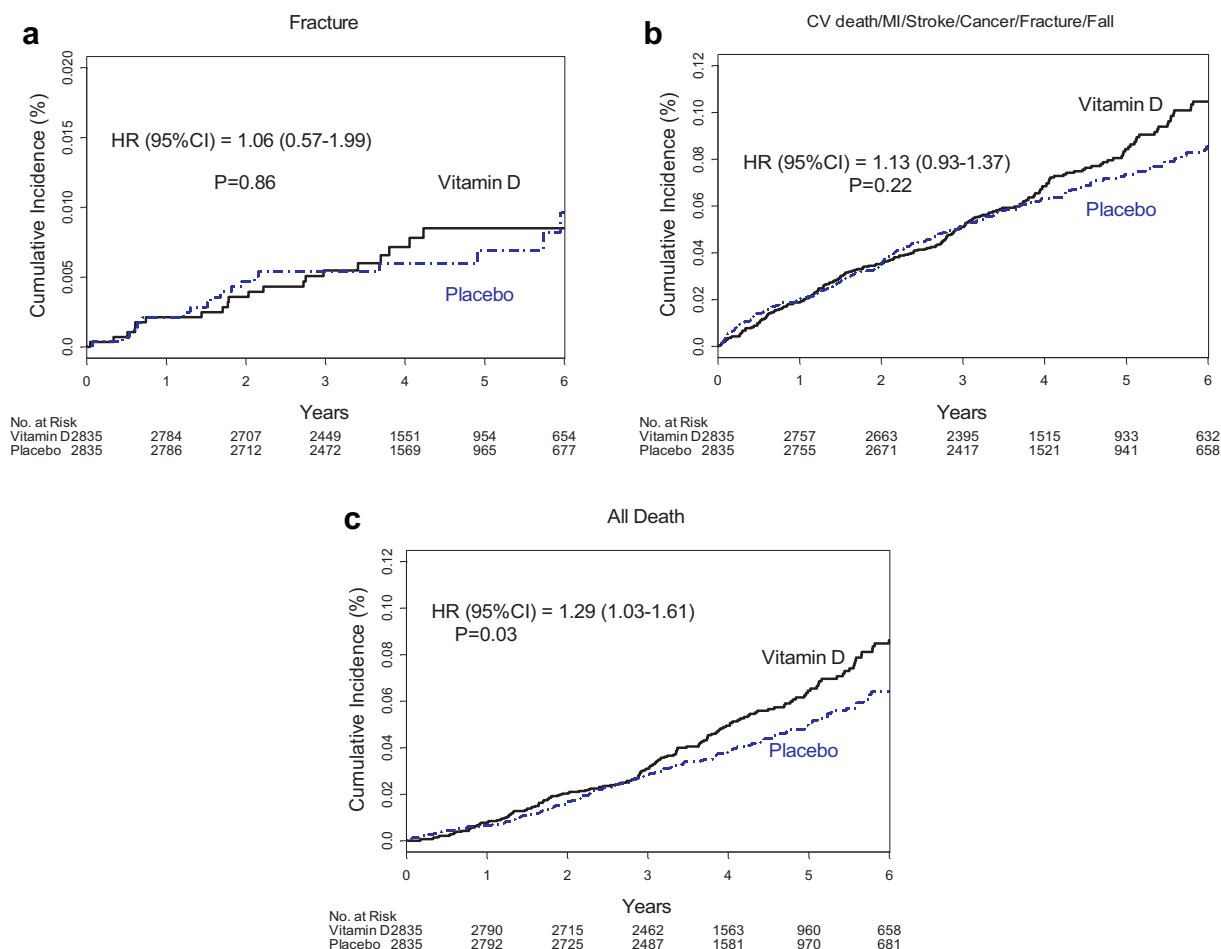 a
Fracture
Cumulative Incidence (%)
0.020
0.015
0.010
0.005
0.0
HR (95%CI) = 1.06 (0.57-1.99)
P=0.86
Vitamin D
Placebo
0 1 2 3 4 5 6
Years
No. at Risk
Vitamin D 2835 2784 2707 2449 1551 954 654
Placebo 2835 2786 2712 2472 1569 965 677
b
CV death/MI/Stroke/Cancer/Fracture/Fall
Cumulative Incidence (%)
0.12
0.10
0.08
0.06
0.04
0.02
0.0
Vitamin D
HR (95%CI) = 1.13 (0.93-1.37)
P=0.22
Placebo
0 1 2 3 4 5 6
Years
No. at Risk
Vitamin D 2835 2757 2663 2395 1515 933 632
Placebo 2835 2755 2671 2417 1521 941 658
c
All Death
Cumulative Incidence (%)
0.12
0.10
0.08
0.06
0.04
0.02
0.0
HR (95%CI) = 1.29 (1.03-1.61)
P=0.03
Vitamin D
Placebo
0 1 2 3 4 5 6
Years
No. at Risk
Vitamin D 2835 2790 2715 2462 1563 960 658
Placebo 2835 2792 2725 2487 1581 970 681